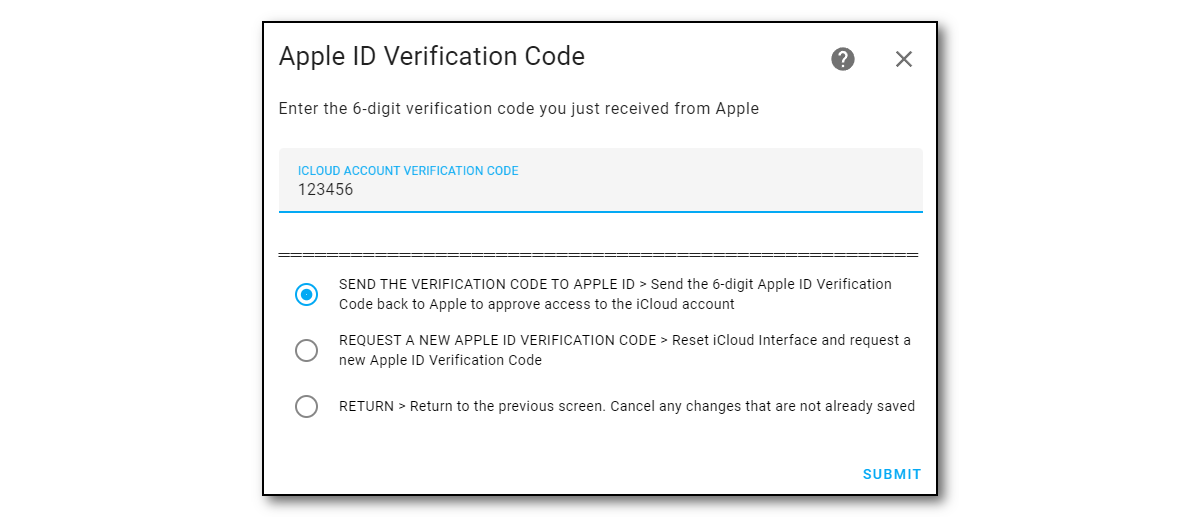 Apple ID Verification Code
Enter the 6-digit verification code you just received from Apple
ICLOUD ACCOUNT VERIFICATION CODE
123456
================================================================
SEND THE VERIFICATION CODE TO APPLE ID > Send the 6-digit Apple ID Verification
Code back to Apple to approve access to the iCloud account
REQUEST A NEW APPLE ID VERIFICATION CODE > Reset iCloud Interface and request a
new Apple ID Verification Code
RETURN > Return to the previous screen. Cancel any changes that are not already saved
SUBMIT